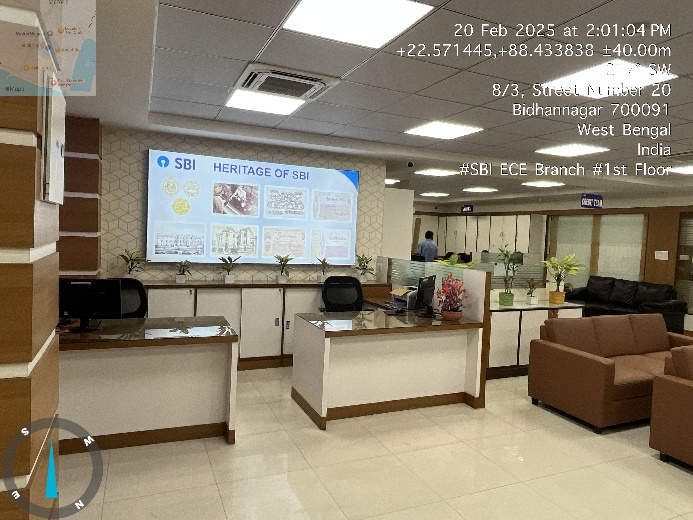 20 Feb 2025 at 2:01:04 PM
+22.571445,+88.433838 ±40.00m
SW
8/3, Street Number 20
Bidhannagar 700091
West Bengal
India
#SBI ECE Branch #1st Floor
SBI HERITAGE OF SBI
S
W
E
N